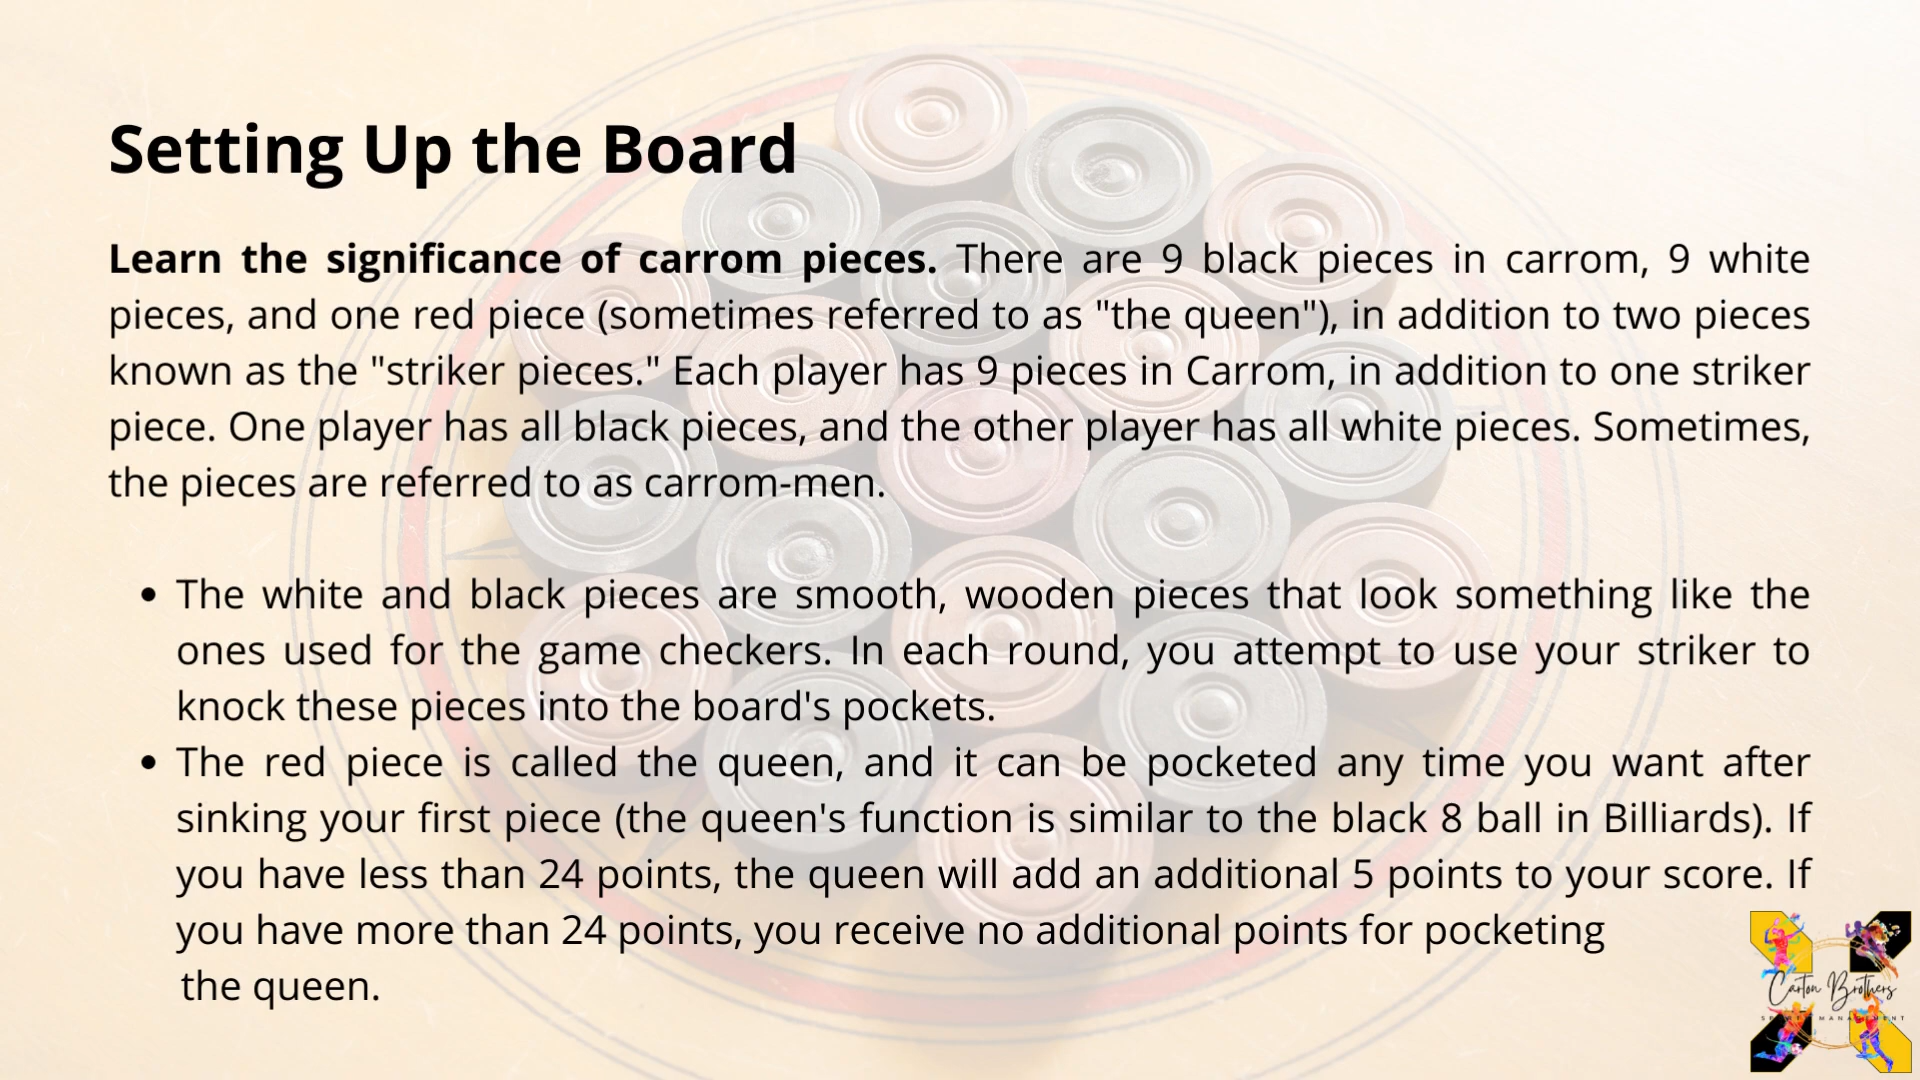 Setting Up the Board
Learn the significance of carrom pieces. There are 9 black pieces in carrom, 9 white
pieces, and one red piece (sometimes referred to as "the queen"), in addition to two pieces
known as the "striker pieces." Each player has 9 pieces in Carrom, in addition to one striker
piece. One player has all black pieces, and the other player has all white pieces. Sometimes,
the pieces are referred to as carrom-men.
• The white and black pieces are smooth, wooden pieces that look something like the
ones used for the game checkers. In each round, you attempt to use your striker to
knock these pieces into the board's pockets.
• The red piece is called the queen, and it can be pocketed any time you want after
sinking your first piece (the queen's function is similar to the black 8 ball in Billiards). If
you have less than 24 points, the queen will add an additional 5 points to your score. If
you have more than 24 points, you receive no additional points for pocketing
the queen.
Carton Brothers
SPORTS MANAGEMENT